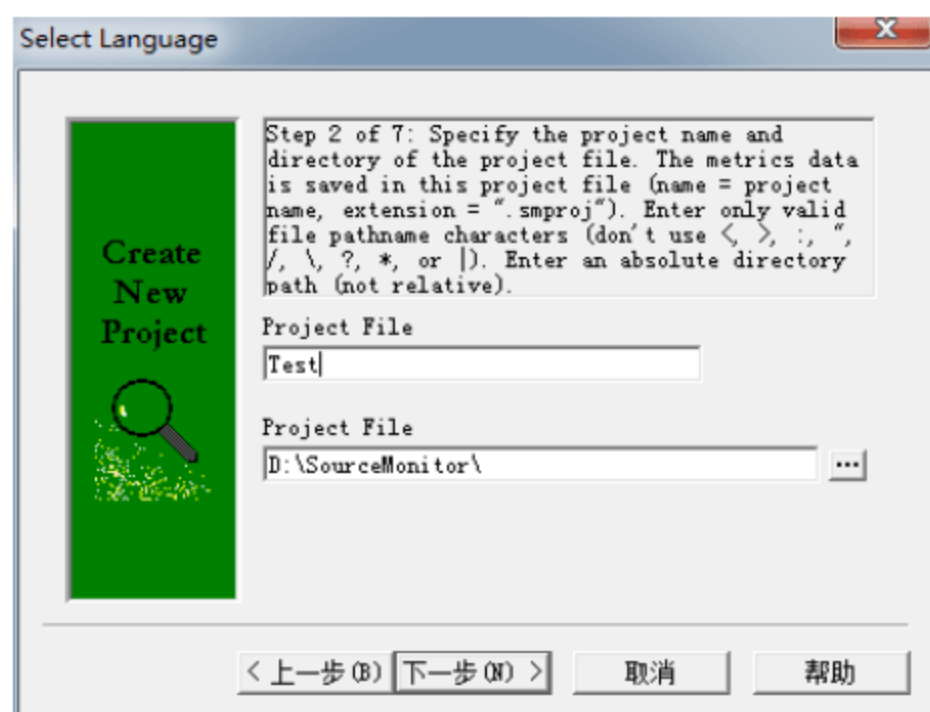 Select Language
Step 2 of 7: Specify the project name and
directory of the project file. The metrics data
is saved in this project file (name = project
name, extension = ".smproj"). Enter only valid
file pathname characters (don't use <, >, :, ",
/, \, ?, *, or |). Enter an absolute directory
path (not relative).
Create
New
Project
Project File
Test
Project File
D:\SourceMonitor\
...
< 上一步(B)
下一步(N) >
取消
帮助